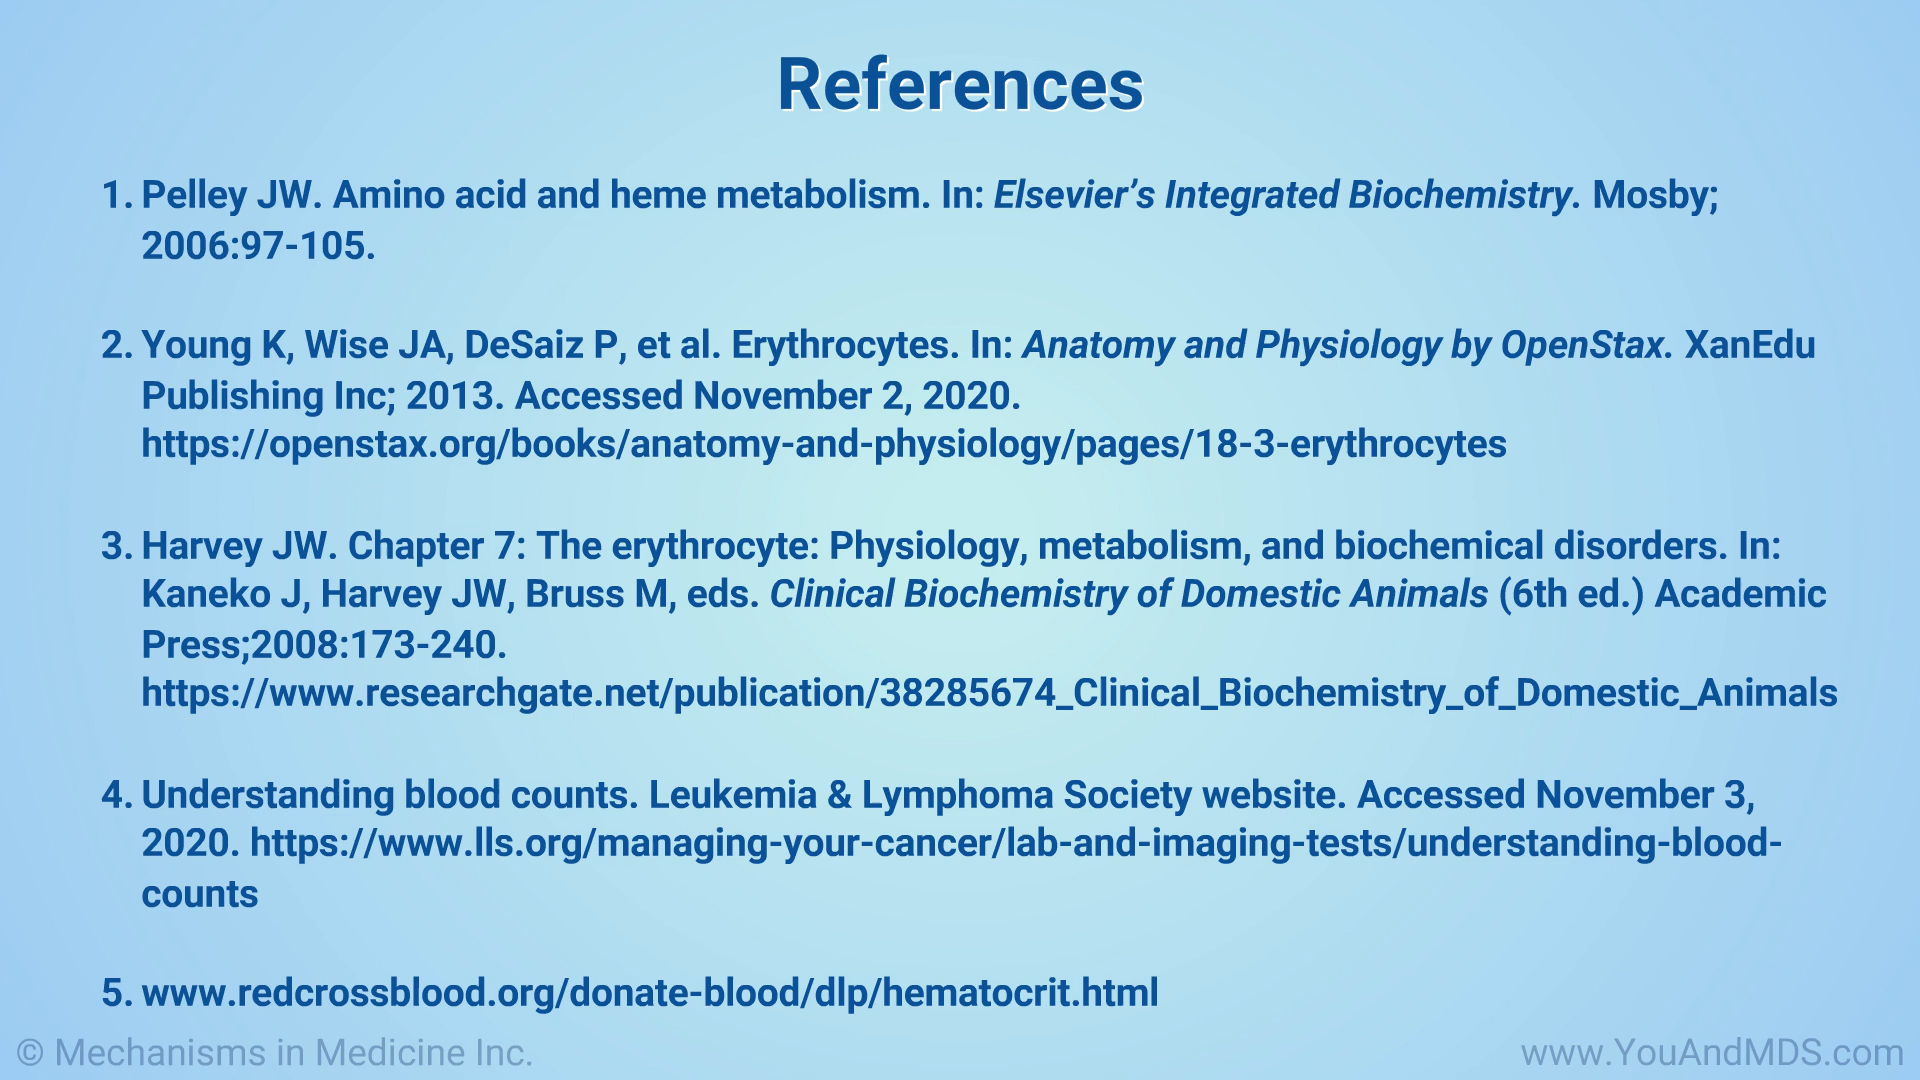 References
1. Pelley JW. Amino acid and heme metabolism. In: Elsevier’s Integrated Biochemistry. Mosby;
2006:97-105.
2. Young K, Wise JA, DeSaiz P, et al. Erythrocytes. In: Anatomy and Physiology by OpenStax. XanEdu
Publishing Inc; 2013. Accessed November 2, 2020.
https://openstax.org/books/anatomy-and-physiology/pages/18-3-erythrocytes
3. Harvey JW. Chapter 7: The erythrocyte: Physiology, metabolism, and biochemical disorders. In:
Kaneko J, Harvey JW, Bruss M, eds. Clinical Biochemistry of Domestic Animals (6th ed.) Academic
Press;2008:173-240.
https://www.researchgate.net/publication/38285674_Clinical_Biochemistry_of_Domestic_Animals
4. Understanding blood counts. Leukemia & Lymphoma Society website. Accessed November 3,
2020. https://www.lls.org/managing-your-cancer/lab-and-imaging-tests/understanding-blood-
counts
5. www.redcrossblood.org/donate-blood/dlp/hematocrit.html
© Mechanisms in Medicine Inc.
www.YouAndMDS.com